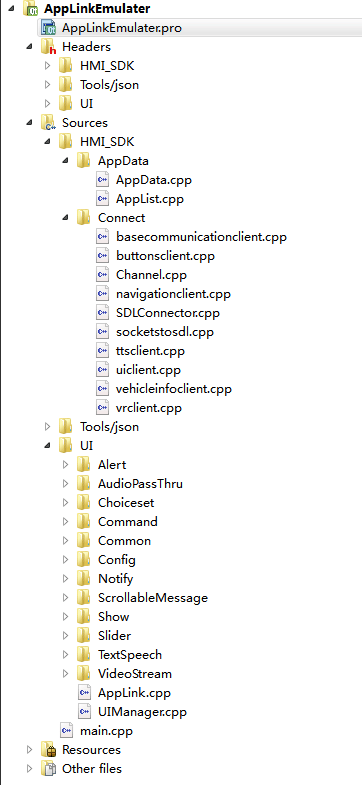 AppLinkEmulater
AppLinkEmulater.pro
Headers
HMI_SDK
Tools/json
UI
Sources
HMI_SDK
AppData
AppData.cpp
AppList.cpp
Connect
basecommunicationclient.cpp
buttonsclient.cpp
Channel.cpp
navigationclient.cpp
SDLConnector.cpp
socketstosdl.cpp
ttsclient.cpp
uiclient.cpp
vehicleinfoclient.cpp
vrclient.cpp
Tools/json
UI
Alert
AudioPassThru
Choiceset
Command
Common
Config
Notify
ScrollableMessage
Show
Slider
TextSpeech
VideoStream
AppLink.cpp
UIManager.cpp
main.cpp
Resources
Other files